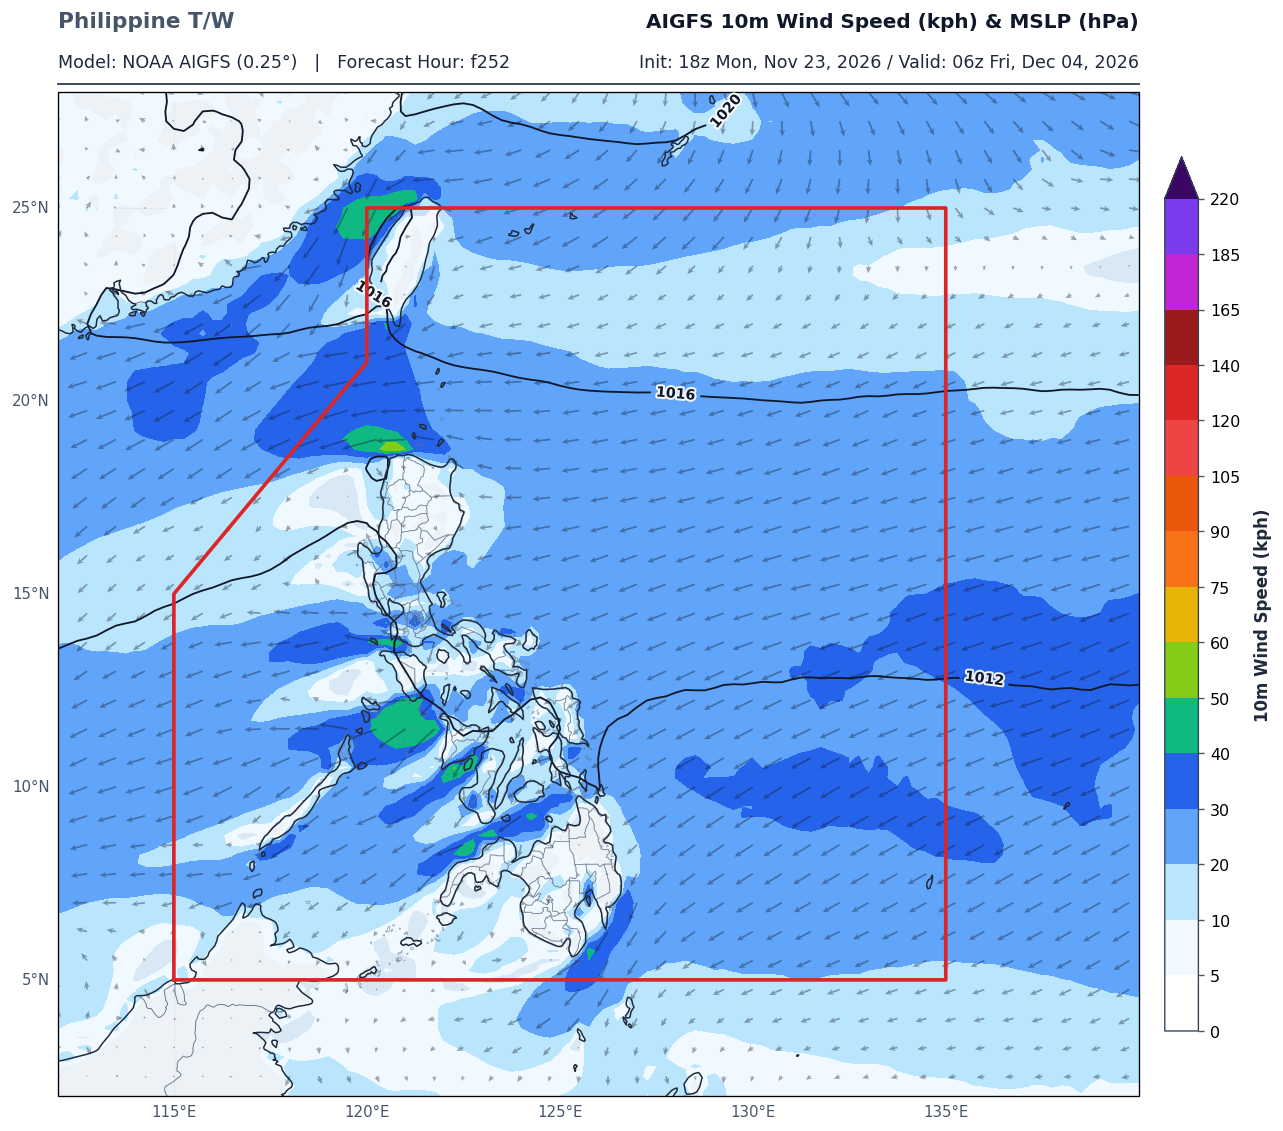 Philippine T/W
AIGFS 10m Wind Speed (kph) & MSLP (hPa)
Model: NOAA AIGFS (0.25°) | Forecast Hour: f252
Init: 18z Mon, Nov 23, 2026 / Valid: 06z Fri, Dec 04, 2026
1020
1016
1016
1012
25°N
20°N
15°N
10°N
5°N
115°E
120°E
125°E
130°E
135°E
220
185
165
140
120
105
90
75
60
50
40
30
20
10
5
0
10m Wind Speed (kph)